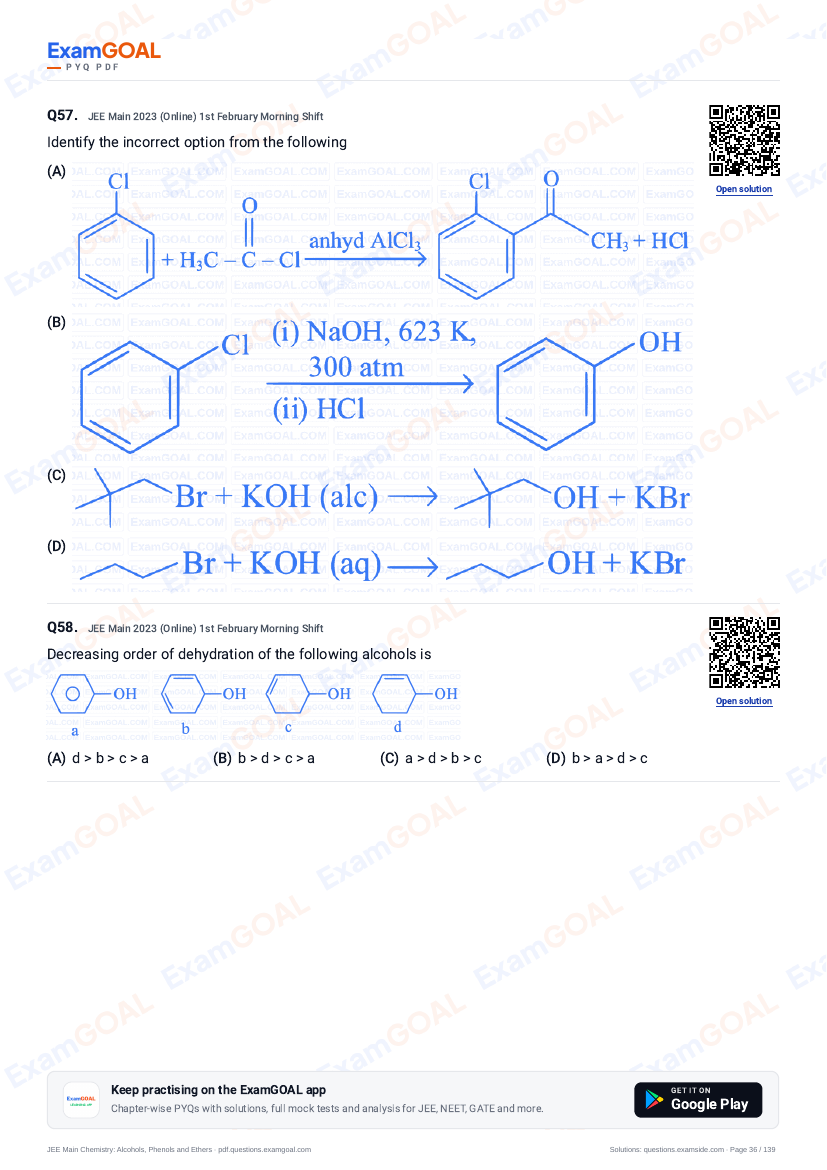 ExamGOAL
PYQ PDF
Q57. JEE Main 2023 (Online) 1st February Morning Shift
Identify the incorrect option from the following
Open solution
(A)
Cl
+ H₃C – C – Cl
O
anhyd AlCl₃
Cl
O
CH₃ + HCl
(B)
Cl
(i) NaOH, 623 K,
300 atm
(ii) HCl
OH
(C)
Br + KOH (alc)
OH + KBr
(D)
Br + KOH (aq)
OH + KBr
Q58. JEE Main 2023 (Online) 1st February Morning Shift
Decreasing order of dehydration of the following alcohols is
Open solution
OH OH OH OH
a b c d
(A) d > b > c > a (B) b > d > c > a (C) a > d > b > c (D) b > a > d > c
ExamGOAL
Keep practising on the ExamGOAL app
Chapter-wise PYQs with solutions, full mock tests and analysis for JEE, NEET, GATE and more.
GET IT ON
Google Play
JEE Main Chemistry: Alcohols, Phenols and Ethers · pdf.questions.examgoal.com
Solutions: questions.examside.com · Page 36 / 139